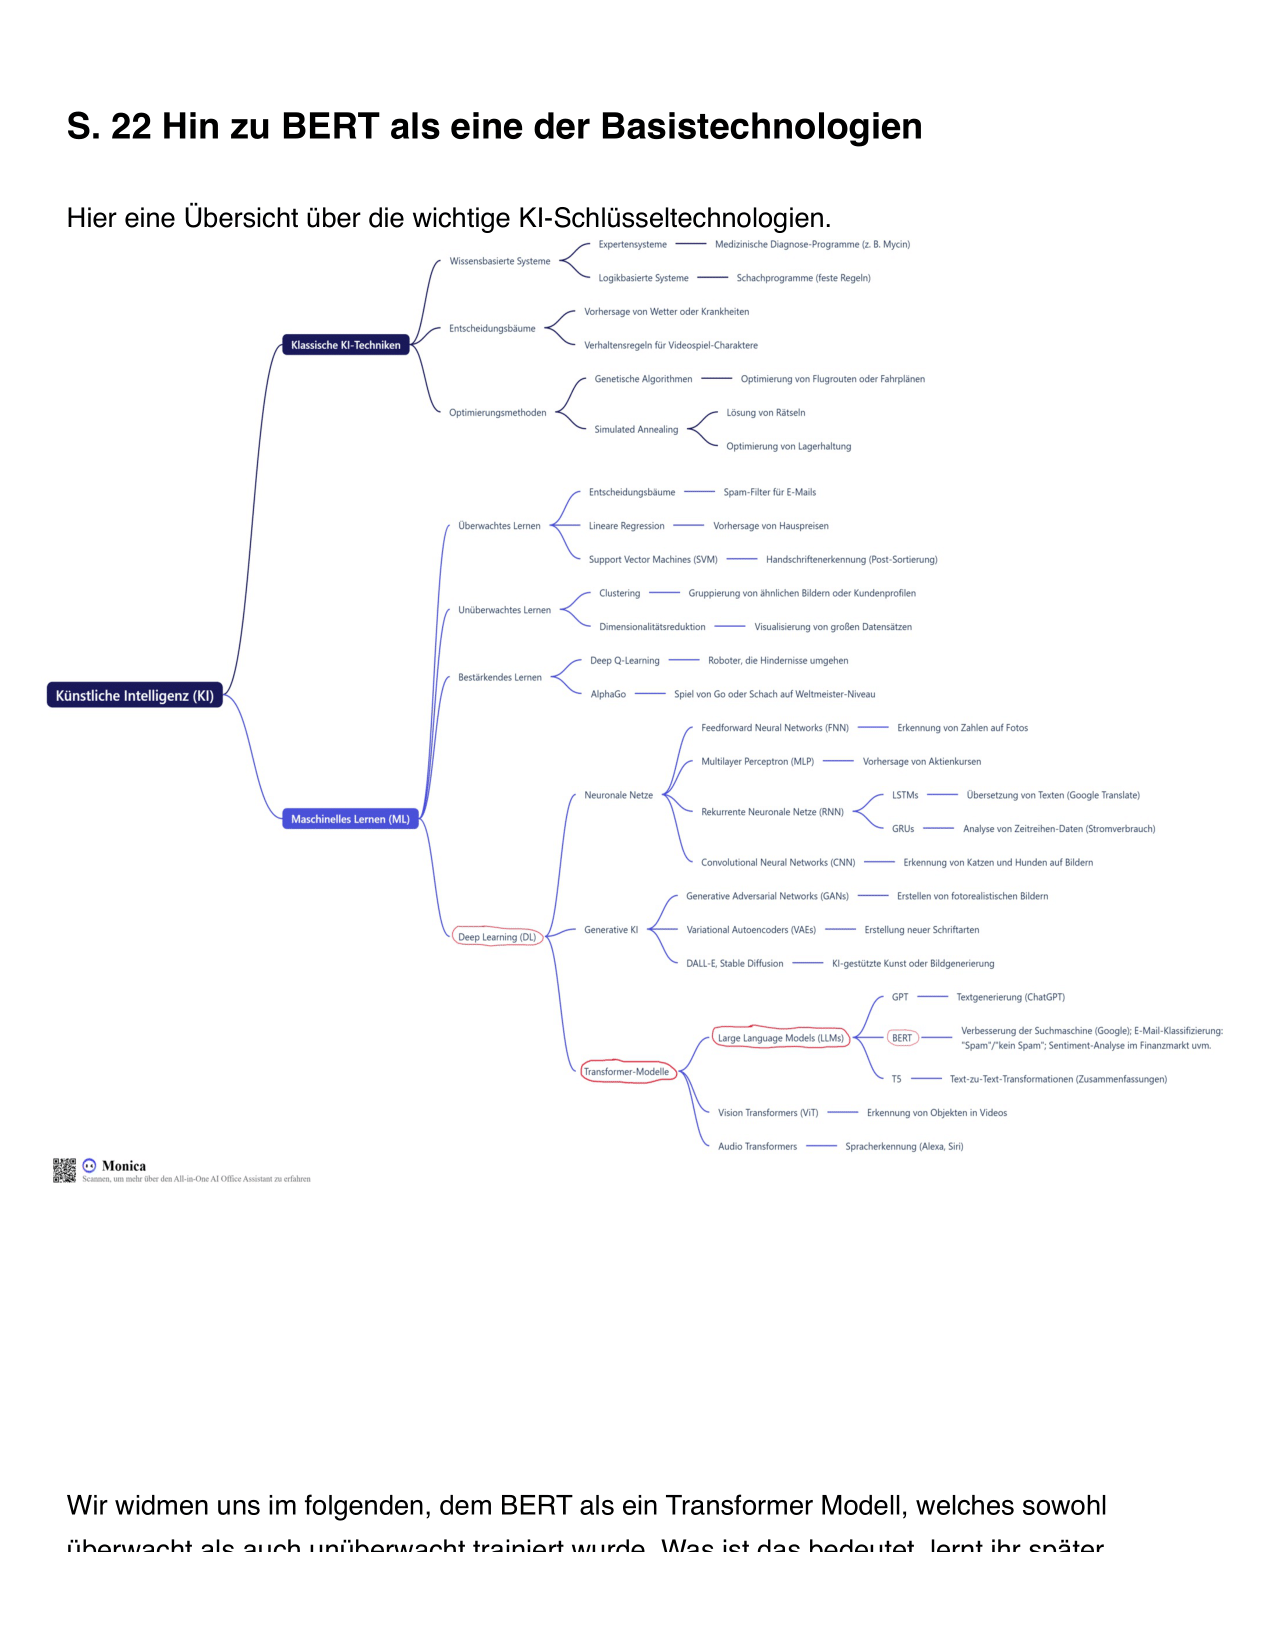 S. 22 Hin zu BERT als eine der Basistechnologien
Hier eine Übersicht über die wichtige KI-Schlüsseltechnologien.
Künstliche Intelligenz (KI)
Klassische KI-Techniken
Wissensbasierte Systeme
Expertensysteme
Medizinische Diagnose-Programme (z. B. Mycin)
Logikbasierte Systeme
Schachprogramme (feste Regeln)
Entscheidungsbäume
Vorhersage von Wetter oder Krankheiten
Verhaltensregeln für Videospiel-Charaktere
Optimierungsmethoden
Genetische Algorithmen
Optimierung von Flugrouten oder Fahrplänen
Simulated Annealing
Lösung von Rätseln
Optimierung von Lagerhaltung
Maschinelles Lernen (ML)
Überwachtes Lernen
Entscheidungsbäume
Spam-Filter für E-Mails
Lineare Regression
Vorhersage von Hauspreisen
Support Vector Machines (SVM)
Handschriftenerkennung (Post-Sortierung)
Unüberwachtes Lernen
Clustering
Gruppierung von ähnlichen Bildern oder Kundenprofilen
Dimensionalitätsreduktion
Visualisierung von großen Datensätzen
Bestärkendes Lernen
Deep Q-Learning
Roboter, die Hindernisse umgehen
AlphaGo
Spiel von Go oder Schach auf Weltmeister-Niveau
Deep Learning (DL)
Neuronale Netze
Feedforward Neural Networks (FNN)
Erkennung von Zahlen auf Fotos
Multilayer Perceptron (MLP)
Vorhersage von Aktienkursen
Rekurrente Neuronale Netze (RNN)
LSTMs
Übersetzung von Texten (Google Translate)
GRUs
Analyse von Zeitreihen-Daten (Stromverbrauch)
Convolutional Neural Networks (CNN)
Erkennung von Katzen und Hunden auf Bildern
Generative KI
Generative Adversarial Networks (GANs)
Erstellen von fotorealistischen Bildern
Variational Autoencoders (VAEs)
Erstellung neuer Schriftarten
DALL-E, Stable Diffusion
KI-gestützte Kunst oder Bildgenerierung
Transformer-Modelle
Large Language Models (LLMs)
GPT
Textgenerierung (ChatGPT)
BERT
Verbesserung der Suchmaschine (Google); E-Mail-Klassifizierung:
"Spam"/"kein Spam"; Sentiment-Analyse im Finanzmarkt uvm.
T5
Text-zu-Text-Transformationen (Zusammenfassungen)
Vision Transformers (ViT)
Erkennung von Objekten in Videos
Audio Transformers
Spracherkennung (Alexa, Siri)
Monica
Scannen, um mehr über den All-in-One AI Office Assistant zu erfahren
Wir widmen uns im folgenden, dem BERT als ein Transformer Modell, welches sowohl
überwacht als auch unüberwacht trainiert wurde. Was ist das bedeutet, lernt ihr später